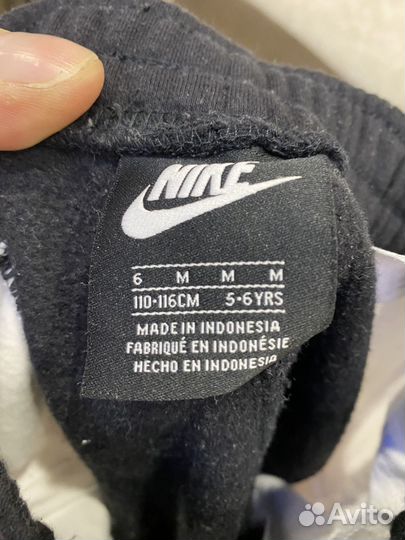 NIKE
6 M M M
110-116CM 5-6YRS
MADE IN INDONESIA
FABRIQUÉ EN INDONÉSIE
HECHO EN INDONESIA
Avito